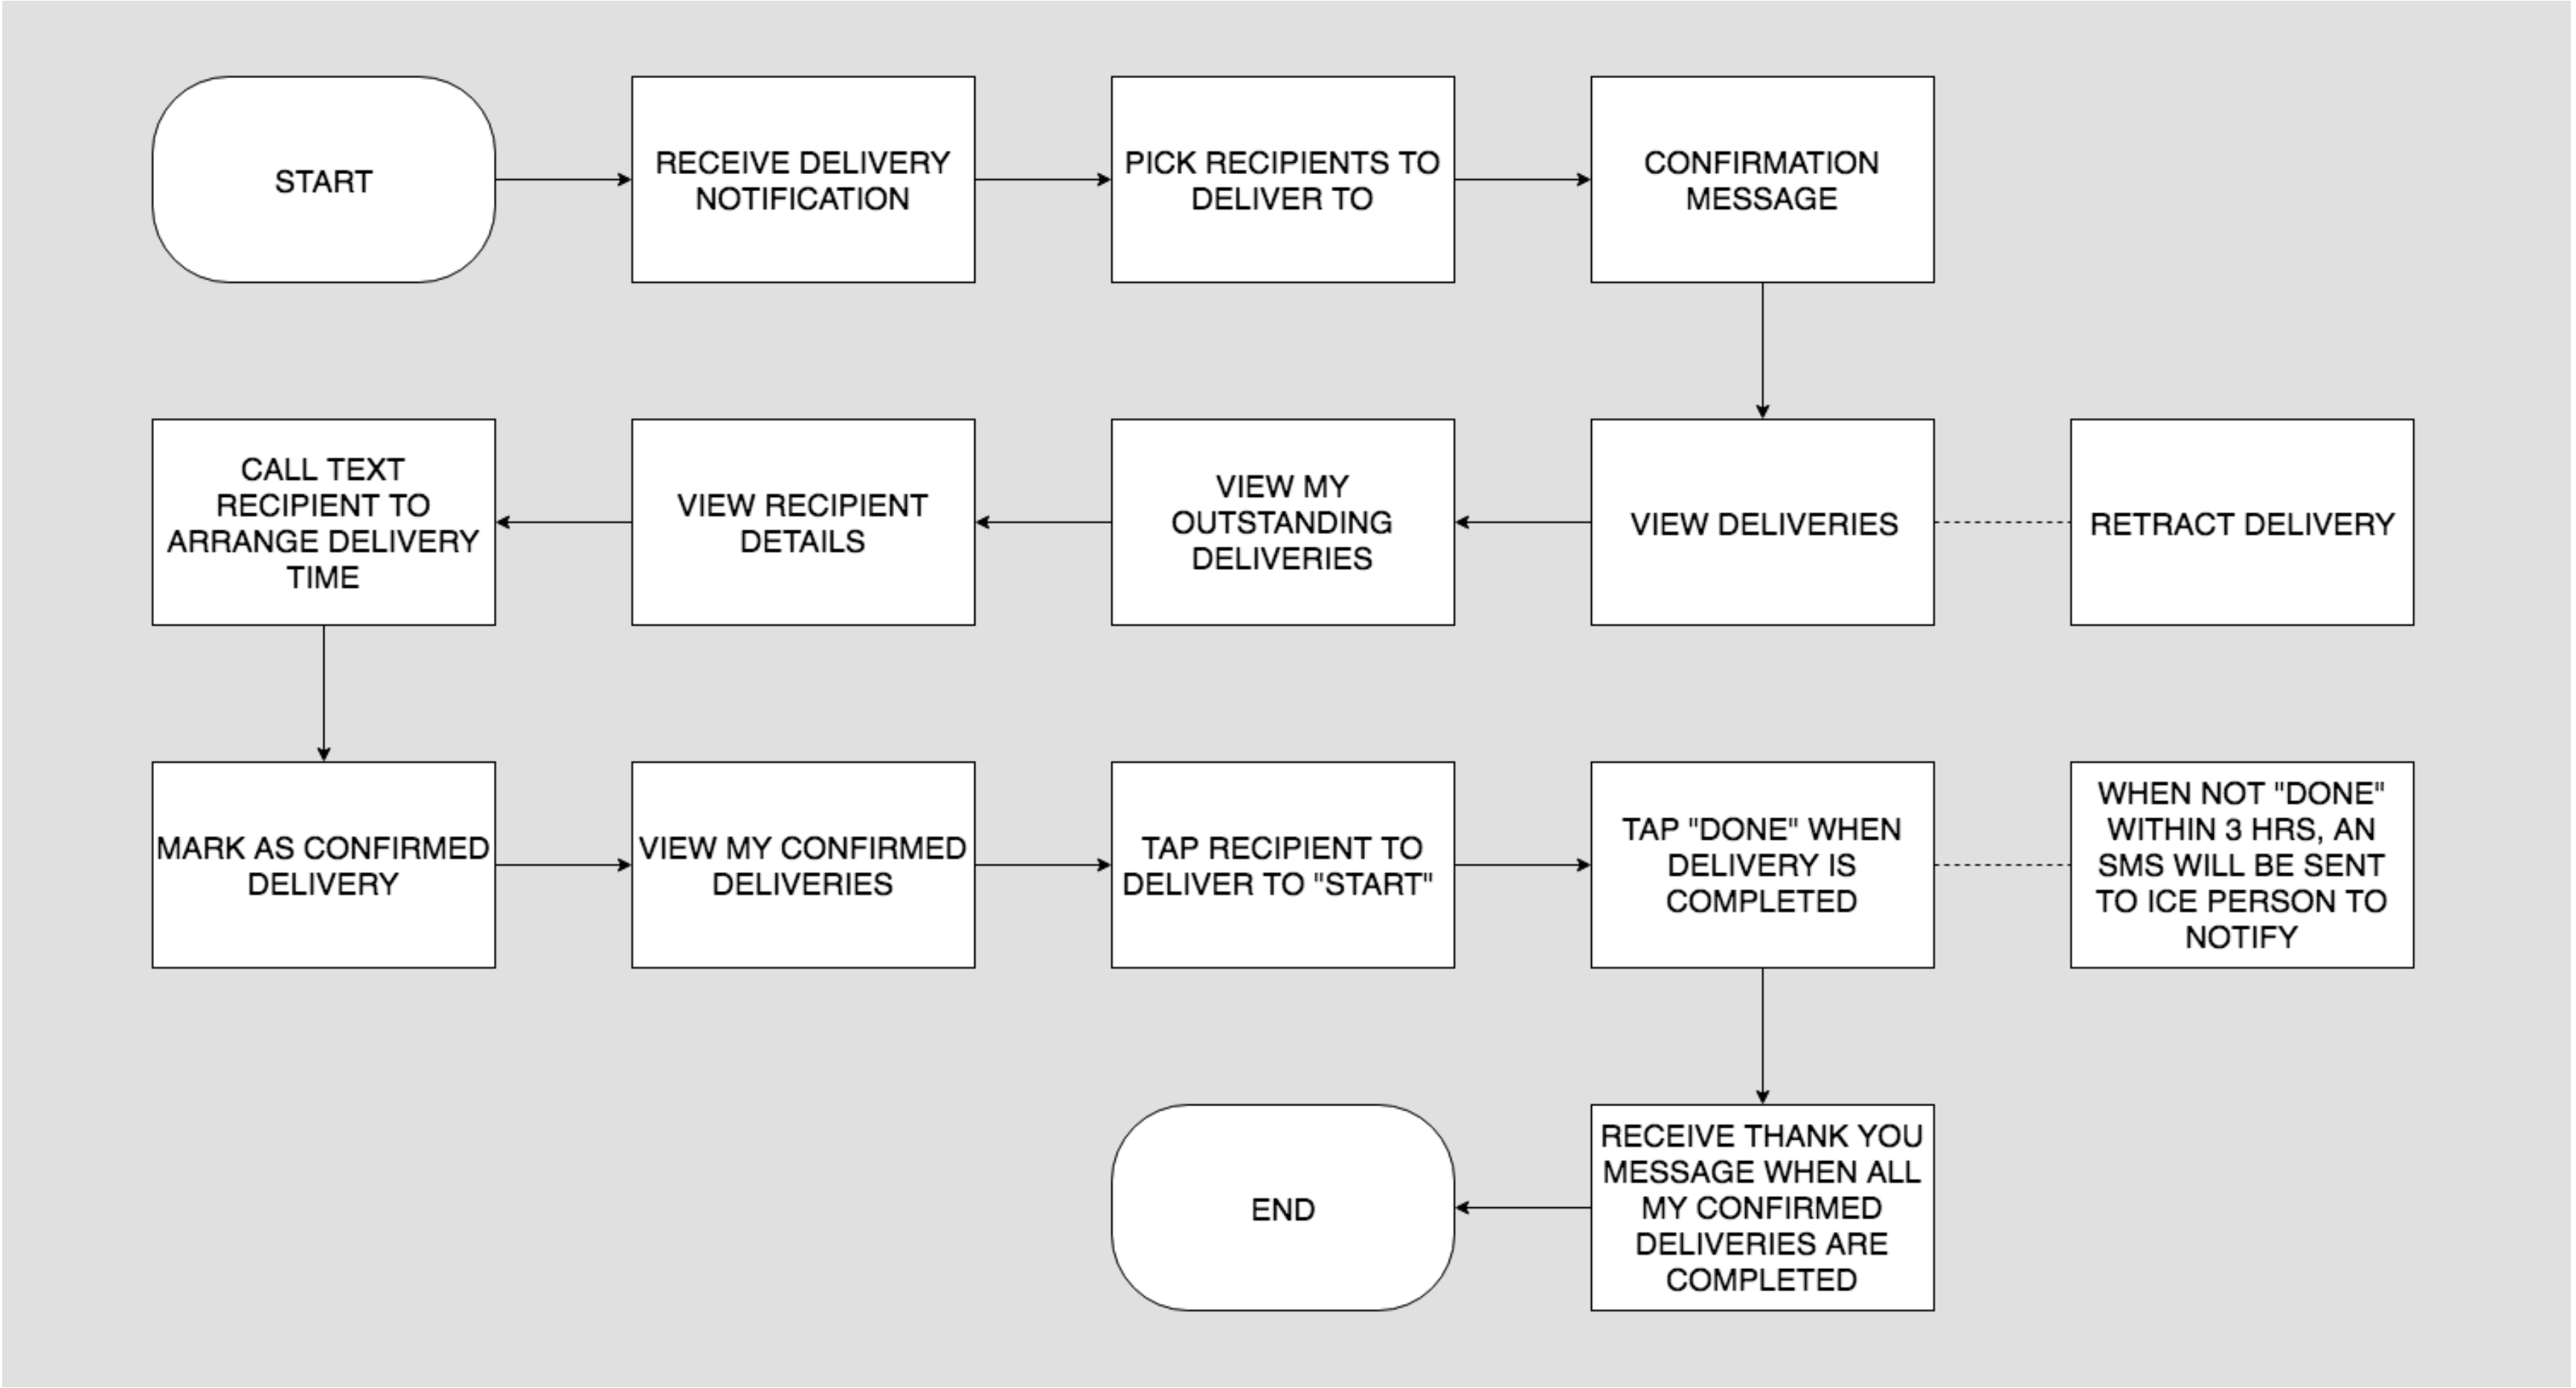 START
RECEIVE DELIVERY
NOTIFICATION
PICK RECIPIENTS TO
DELIVER TO
CONFIRMATION
MESSAGE
CALL TEXT
RECIPIENT TO
ARRANGE DELIVERY
TIME
VIEW RECIPIENT
DETAILS
VIEW MY
OUTSTANDING
DELIVERIES
VIEW DELIVERIES
RETRACT DELIVERY
MARK AS CONFIRMED
DELIVERY
VIEW MY CONFIRMED
DELIVERIES
TAP RECIPIENT TO
DELIVER TO "START"
TAP "DONE" WHEN
DELIVERY IS
COMPLETED
WHEN NOT "DONE"
WITHIN 3 HRS, AN
SMS WILL BE SENT
TO ICE PERSON TO
NOTIFY
END
RECEIVE THANK YOU
MESSAGE WHEN ALL
MY CONFIRMED
DELIVERIES ARE
COMPLETED